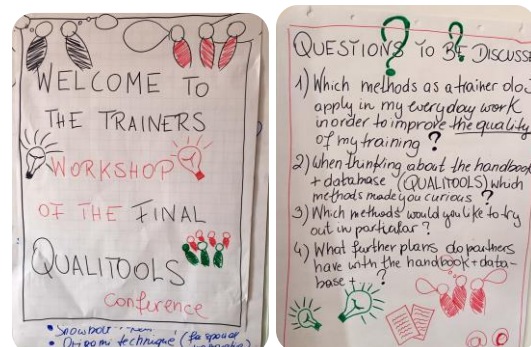 WELCOME TO
THE TRAINERS
WORKSHOP
OF THE FINAL
QUALITOOLS
Conference
• Snowball
• Origami technique (
QUESTIONS TO BE DISCUSSE
1) Which methods as a trainer do I
apply in my everyday work
in order to improve the quality
of my training ?
2) When thinking about the handbook
+ database (QUALITOOLS) which
methods made you curious ?
3) Which methods would you like to try
out in particular ?
4) What further plans do partners
have with the handbook + data-
base + ... ?